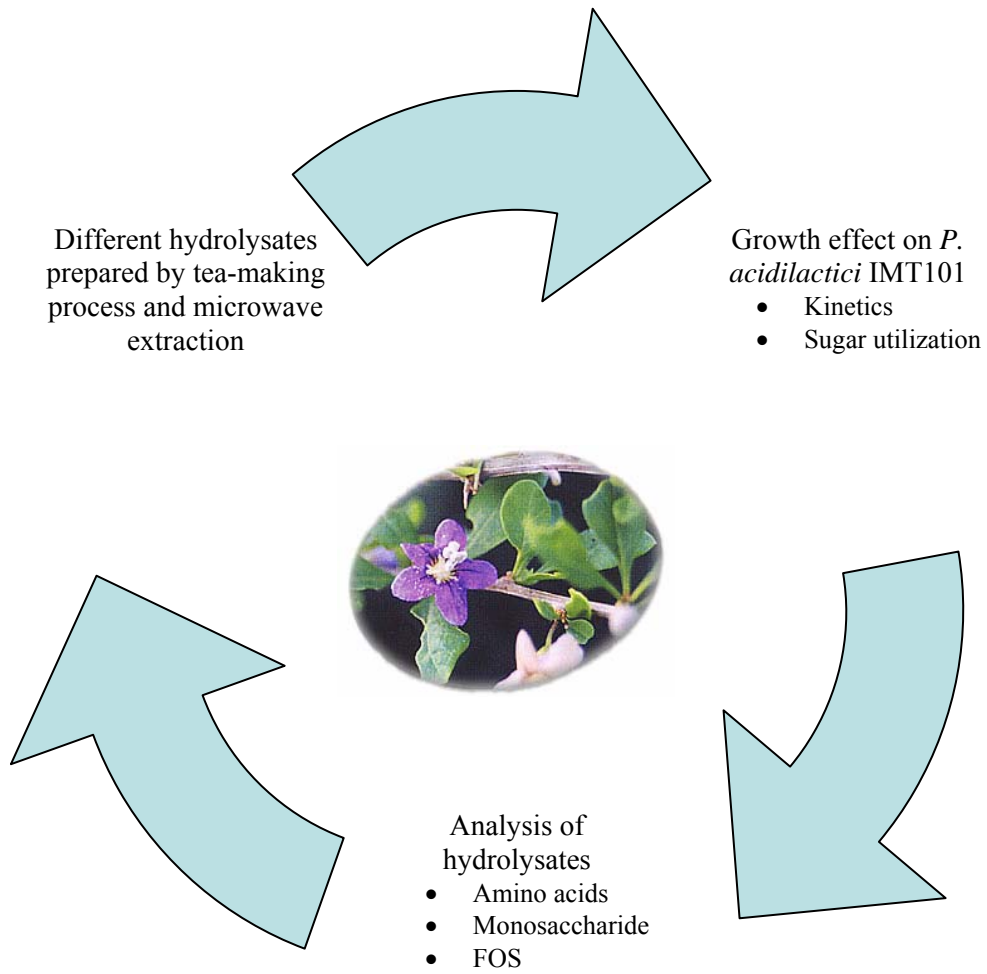 Different hydrolysates
prepared by tea-making
process and microwave
extraction
Growth effect on P.
acidilactici IMT101
• Kinetics
• Sugar utilization
Analysis of
hydrolysates
• Amino acids
• Monosaccharide
• FOS